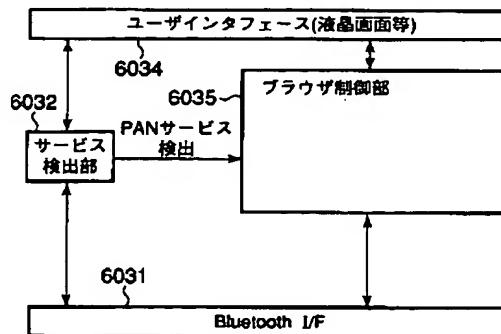 ユーザインタフェース(液晶画面等)
6034
6035
ブラウザ制御部
6032
PANサービス
検出
サービス
検出部
6031
Bluetooth I/F